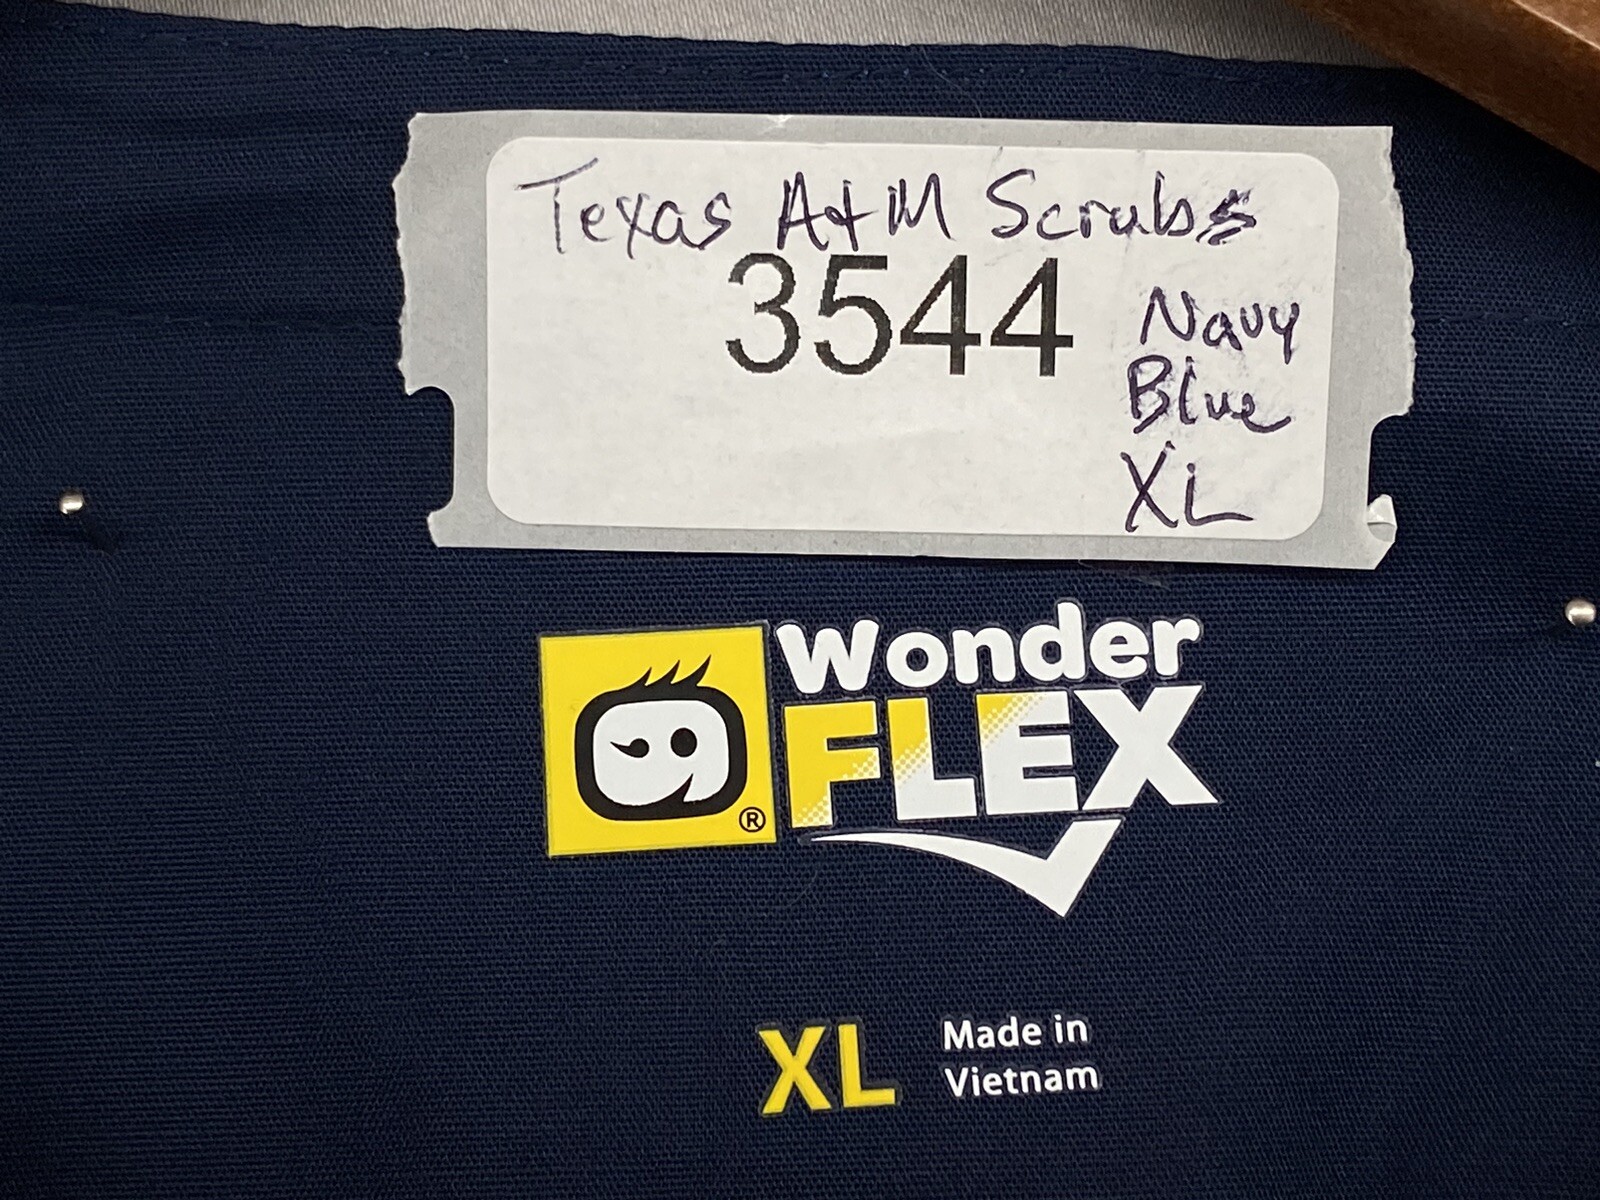 Texas A+M Scrubs
3544
Navy
Blue
XL
Wonder
FLEX
®
XL
Made in
Vietnam